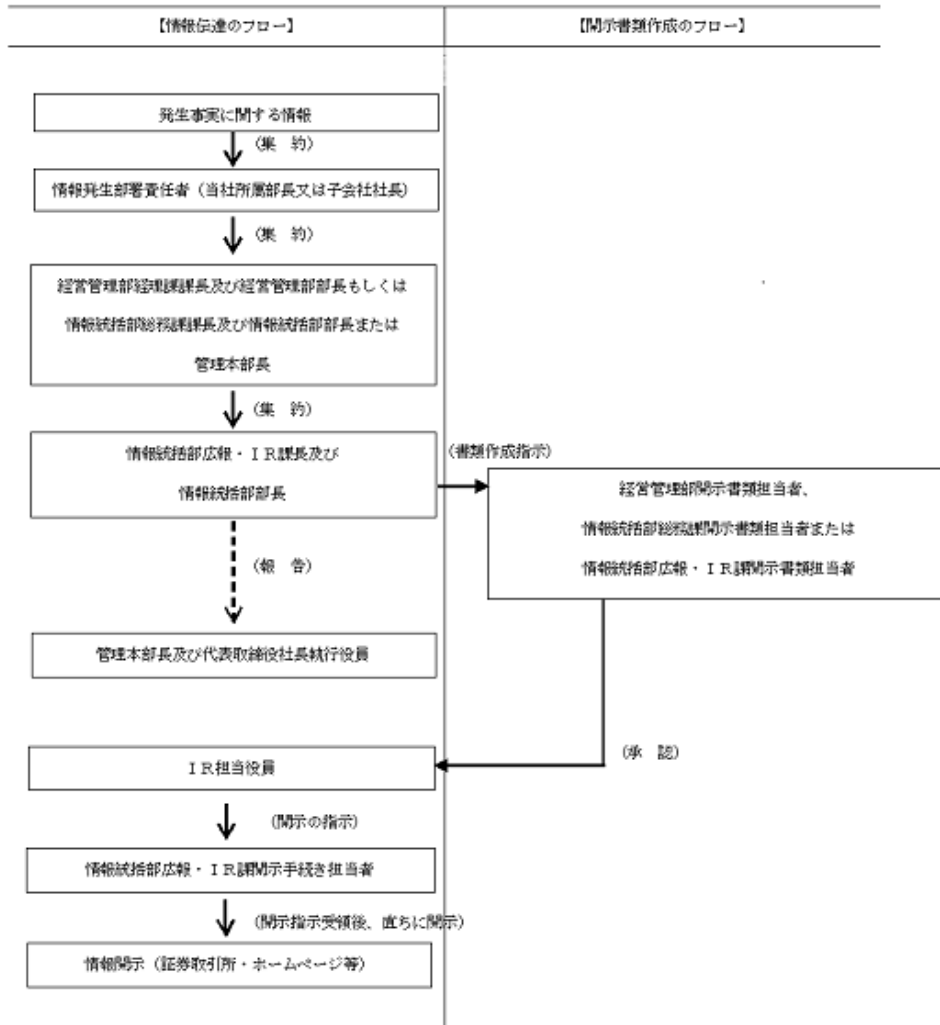 【情報伝達のフロー】
【開示書類作成のフロー】
発生事実に関する情報
(集 約)
情報発生部署責任者(当社所属部長又は子会社社長)
(集 約)
経営管理部経理課課長及び経営管理部部長もしくは
情報統括部総務課課長及び情報統括部部長または
管理本部長
(集 約)
情報統括部広報・IR課長及び
情報統括部部長
(書類作成指示)
経営管理部開示書類担当者、
情報統括部総務課開示書類担当者または
情報統括部広報・IR課開示書類担当者
(報 告)
管理本部長及び代表取締役社長執行役員
(承 認)
IR担当役員
(開示の指示)
情報統括部広報・IR課開示手続き担当者
(開示指示受領後、直ちに開示)
情報開示(証券取引所・ホームページ等)